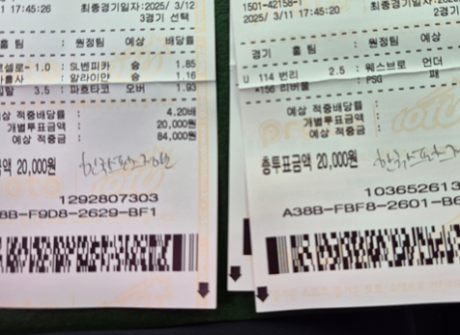 45:26
최종경기일자=2025/ 3/12
3경기 선택
홈 팀 : 원정팀 예상 배당률
르셀로- 1.0 : SL벤피카 승 1.85
: 알라이얀 승 1.16
3.5 : 파흐타코 오버 1.93
예상 적중배당률 4.20배
개별투표금액 20,000원
예상 적중금 84,000원
금액 20,000원
1292807303
8B-F9D8-2629-BF1
1501-42158-1
2025/ 3/11 17:45:20
최종경기일자=2025/
2경기
경기 홈 팀 : 원정팀 예상
U 114 번리 2.5 : 웨스브로 언더
156 리버풀 : PSG 패
예상 적중배당률 :
개별투표금액 :
예상 적중금 :
총투표금액 20,000원
103652613
A38B-FBF8-2601-B6